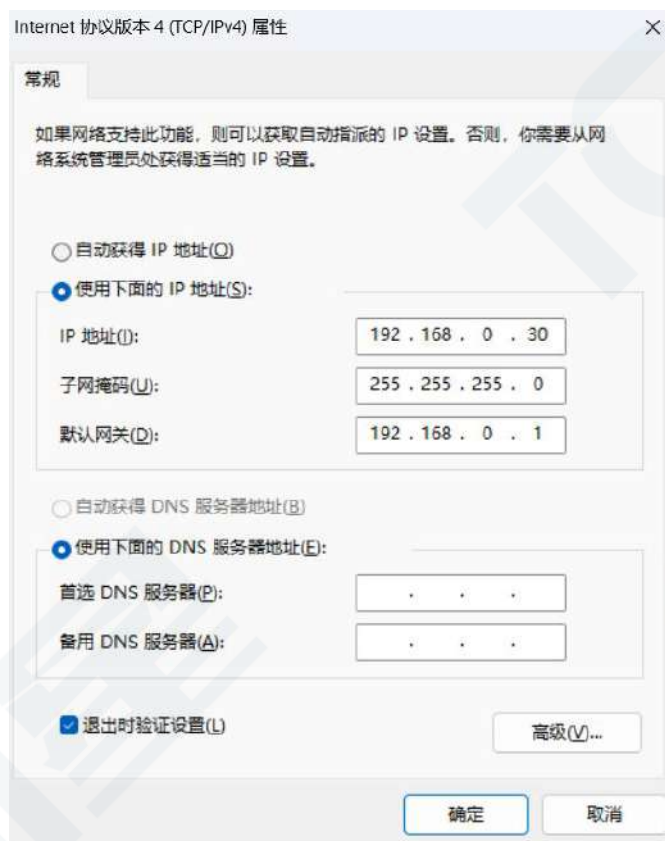 Internet 协议版本 4 (TCP/IPv4) 属性
常规
如果网络支持此功能，则可以获取自动指派的 IP 设置。否则，你需要从网
络系统管理员处获得适当的 IP 设置。
自动获得 IP 地址(O)
使用下面的 IP 地址(S):
IP 地址(I): 192 . 168 . 0 . 30
子网掩码(U): 255 . 255 . 255 . 0
默认网关(D): 192 . 168 . 0 . 1
自动获得 DNS 服务器地址(B)
使用下面的 DNS 服务器地址(E):
首选 DNS 服务器(P): . . .
备用 DNS 服务器(A): . . .
退出时验证设置(L)
高级(V)...
确定 取消